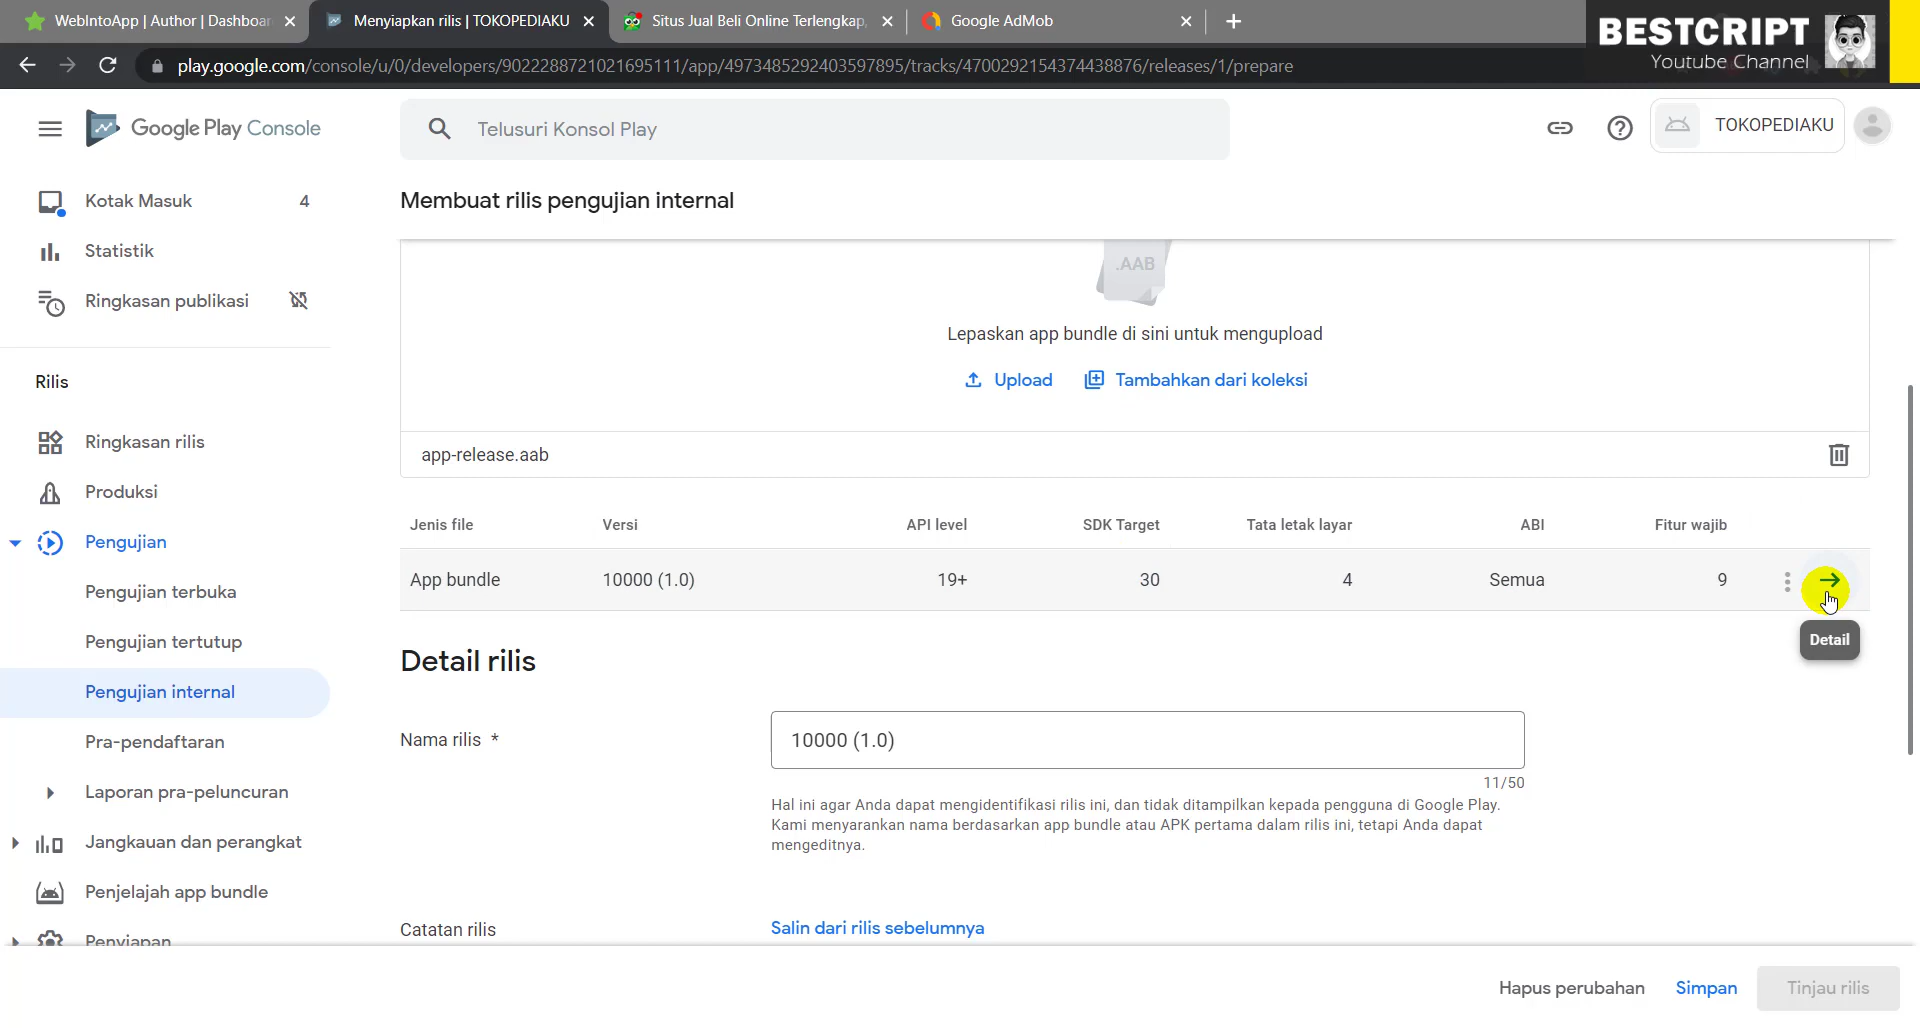 WebIntoApp | Author | Dashboar
Menyiapkan rilis | TOKOPEDIAKU
Situs Jual Beli Online Terlengkap,
Google AdMob
BESTCRIPT
Youtube Channel
play.google.com/console/u/0/developers/9022288721021695111/app/4973485292403597895/tracks/4700292154374438876/releases/1/prepare
Google Play Console
Telusuri Konsol Play
TOKOPEDIAKU
Kotak Masuk 4
Statistik
Ringkasan publikasi
Rilis
Ringkasan rilis
Produksi
Pengujian
Pengujian terbuka
Pengujian tertutup
Pengujian internal
Pra-pendaftaran
Laporan pra-peluncuran
Jangkauan dan perangkat
Penjelajah app bundle
Penyiapan
Membuat rilis pengujian internal
.AAB
Lepaskan app bundle di sini untuk mengupload
Upload Tambahkan dari koleksi
app-release.aab
Jenis file Versi API level SDK Target Tata letak layar ABI Fitur wajib
App bundle 10000 (1.0) 19+ 30 4 Semua 9
Detail
Detail rilis
Nama rilis *
10000 (1.0)
11/50
Hal ini agar Anda dapat mengidentifikasi rilis ini, dan tidak ditampilkan kepada pengguna di Google Play.
Kami menyarankan nama berdasarkan app bundle atau APK pertama dalam rilis ini, tetapi Anda dapat
mengeditnya.
Catatan rilis
Salin dari rilis sebelumnya
Hapus perubahan Simpan Tinjau rilis